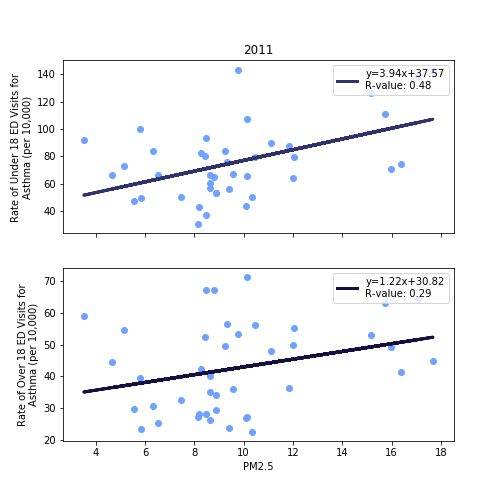 2011
Rate of Under 18 ED Visits for
Asthma (per 10,000)
140
120
100
80
60
40
y=3.94x+37.57
R-value: 0.48
Rate of Over 18 ED Visits for
Asthma (per 10,000)
70
60
50
40
30
20
y=1.22x+30.82
R-value: 0.29
4 6 8 10 12 14 16 18
PM2.5